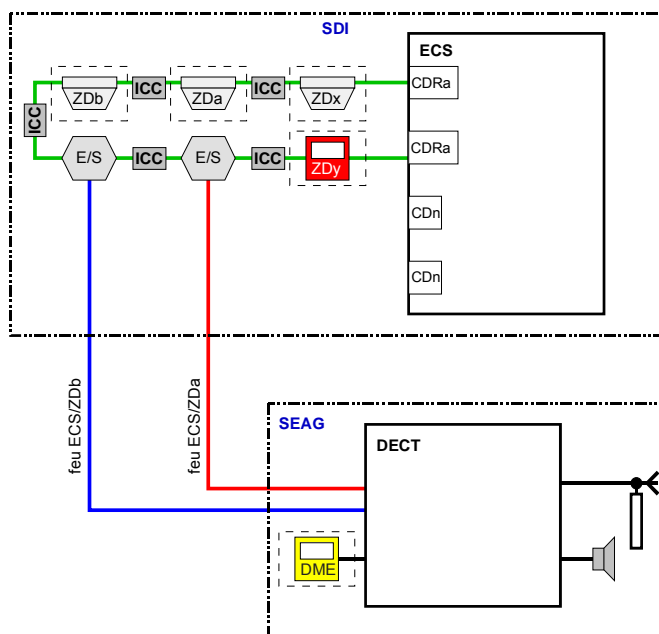 SDI
ECS
ZDb
ICC
ZDa
ICC
ZDx
CDRa
ICC
E/S
ICC
E/S
ICC
ZDy
CDRa
CDn
CDn
feu ECS/ZDb
feu ECS/ZDa
SEAG
DECT
DME